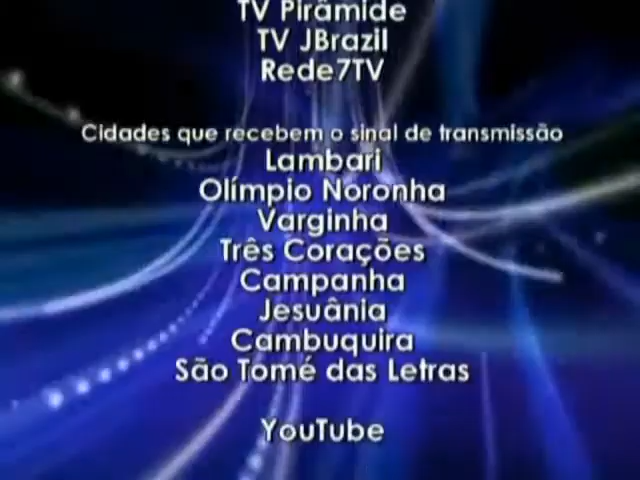 TV Pirâmide
TV JBrazil
Rede7TV
Cidades que recebem o sinal de transmissão
Lambari
Olímpio Noronha
Varginha
Três Corações
Campanha
Jesuânia
Cambuquira
São Tomé das Letras
YouTube